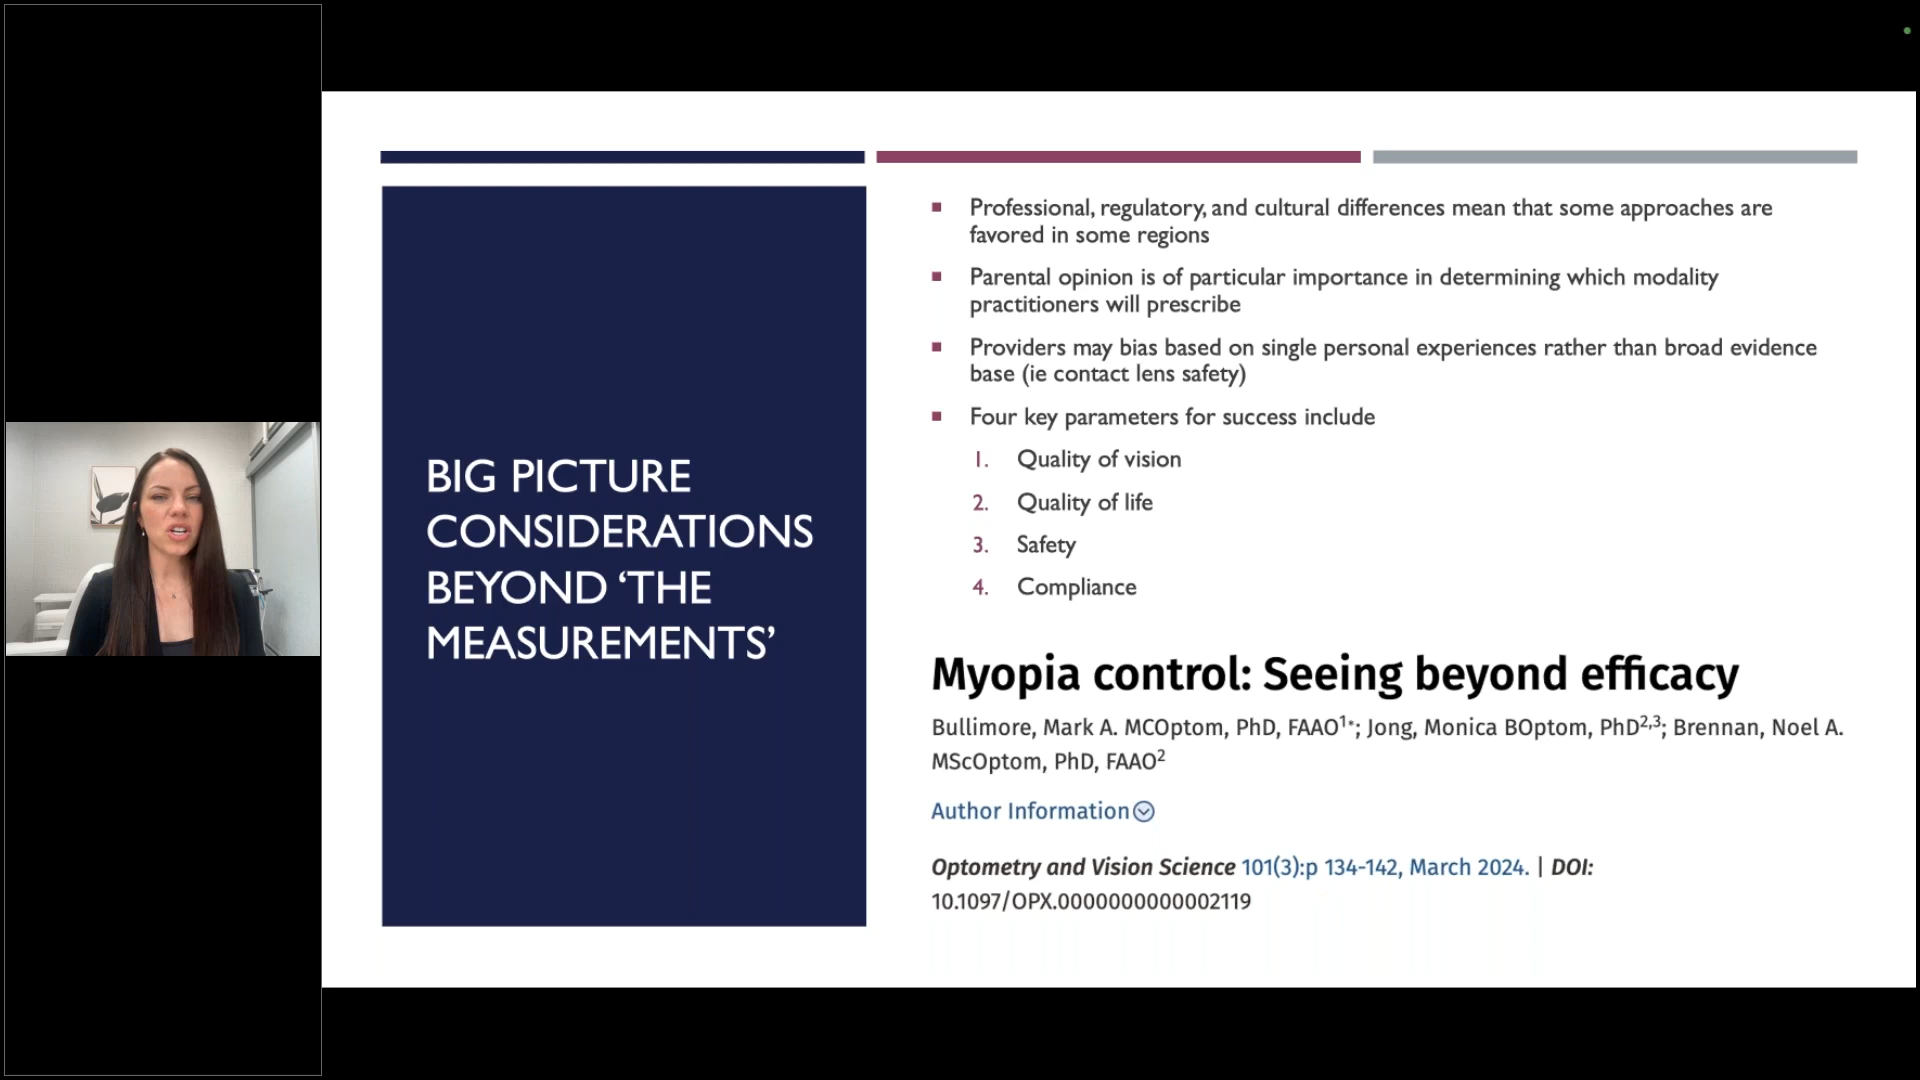 BIG PICTURE
CONSIDERATIONS
BEYOND ‘THE
MEASUREMENTS’
▪ Professional, regulatory, and cultural differences mean that some approaches are
favored in some regions
▪ Parental opinion is of particular importance in determining which modality
practitioners will prescribe
▪ Providers may bias based on single personal experiences rather than broad evidence
base (ie contact lens safety)
▪ Four key parameters for success include
1. Quality of vision
2. Quality of life
3. Safety
4. Compliance
Myopia control: Seeing beyond efficacy
Bullimore, Mark A. MCOptom, PhD, FAAO1*; Jong, Monica BOptom, PhD2,3; Brennan, Noel A.
MScOptom, PhD, FAAO2
Author Information
Optometry and Vision Science 101(3):p 134-142, March 2024. | DOI:
10.1097/OPX.0000000000002119